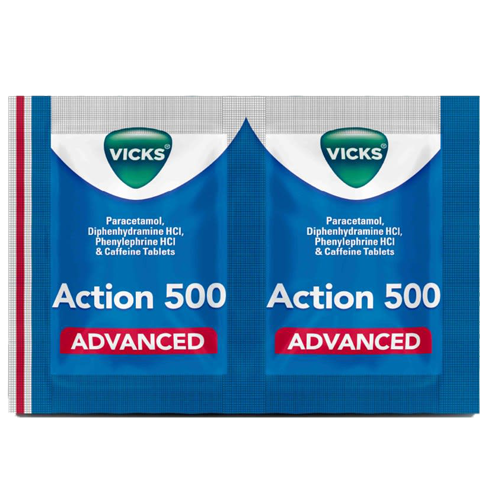 VICKS®
Paracetamol,
Diphenhydramine HCl,
Phenylephrine HCl
& Caffeine Tablets
Action 500
ADVANCED
VICKS®
Paracetamol,
Diphenhydramine HCl,
Phenylephrine HCl
& Caffeine Tablets
Action 500
ADVANCED